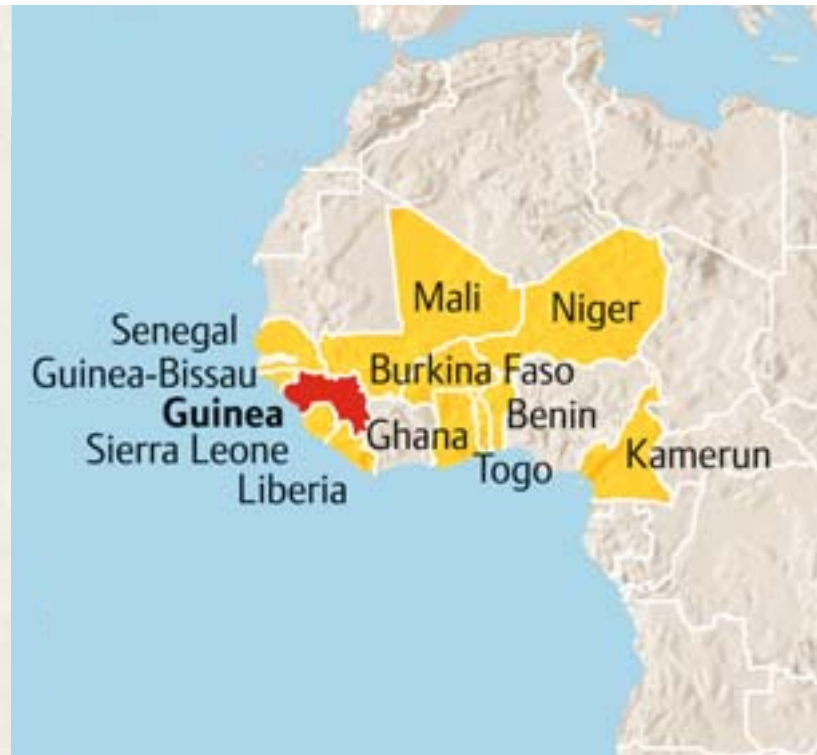 Mali
Niger
Senegal
Guinea-Bissau
Burkina Faso
Guinea
Benin
Ghana
Sierra Leone
Togo
Kamerun
Liberia